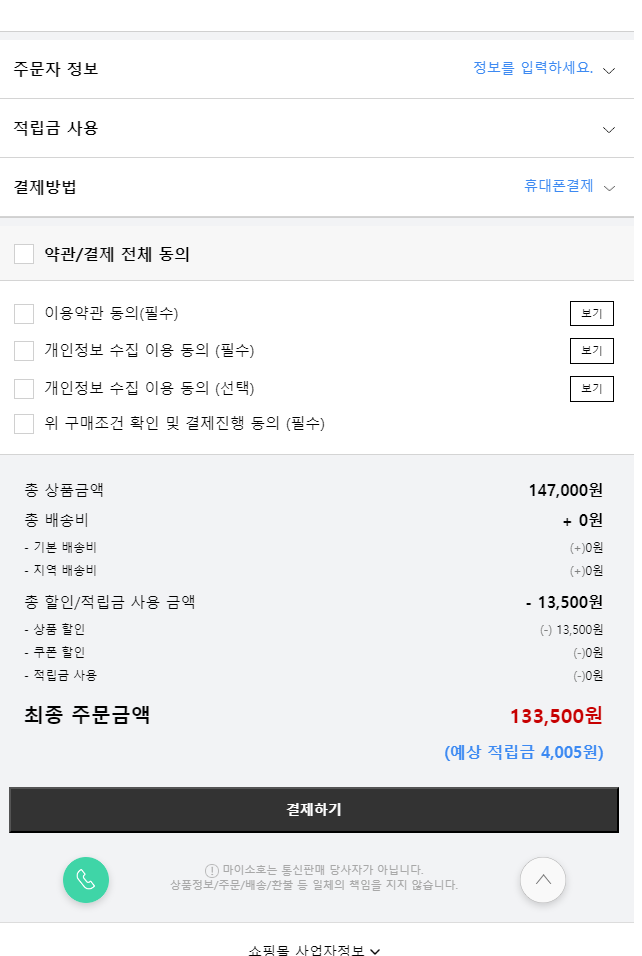 주문자 정보 정보를 입력하세요.
적립금 사용
결제방법 휴대폰결제
약관/결제 전체 동의
이용약관 동의(필수) 보기
개인정보 수집 이용 동의 (필수) 보기
개인정보 수집 이용 동의 (선택) 보기
위 구매조건 확인 및 결제진행 동의 (필수)
총 상품금액 147,000원
총 배송비 + 0원
- 기본 배송비 (+)0원
- 지역 배송비 (+)0원
총 할인/적립금 사용 금액 - 13,500원
- 상품 할인 (-) 13,500원
- 쿠폰 할인 (-)0원
- 적립금 사용 (-)0원
최종 주문금액 133,500원
(예상 적립금 4,005원)
결제하기
마이소호는 통신판매 당사자가 아닙니다.
상품정보/주문/배송/환불 등 일체의 책임을 지지 않습니다.
쇼핑몰 사업자정보